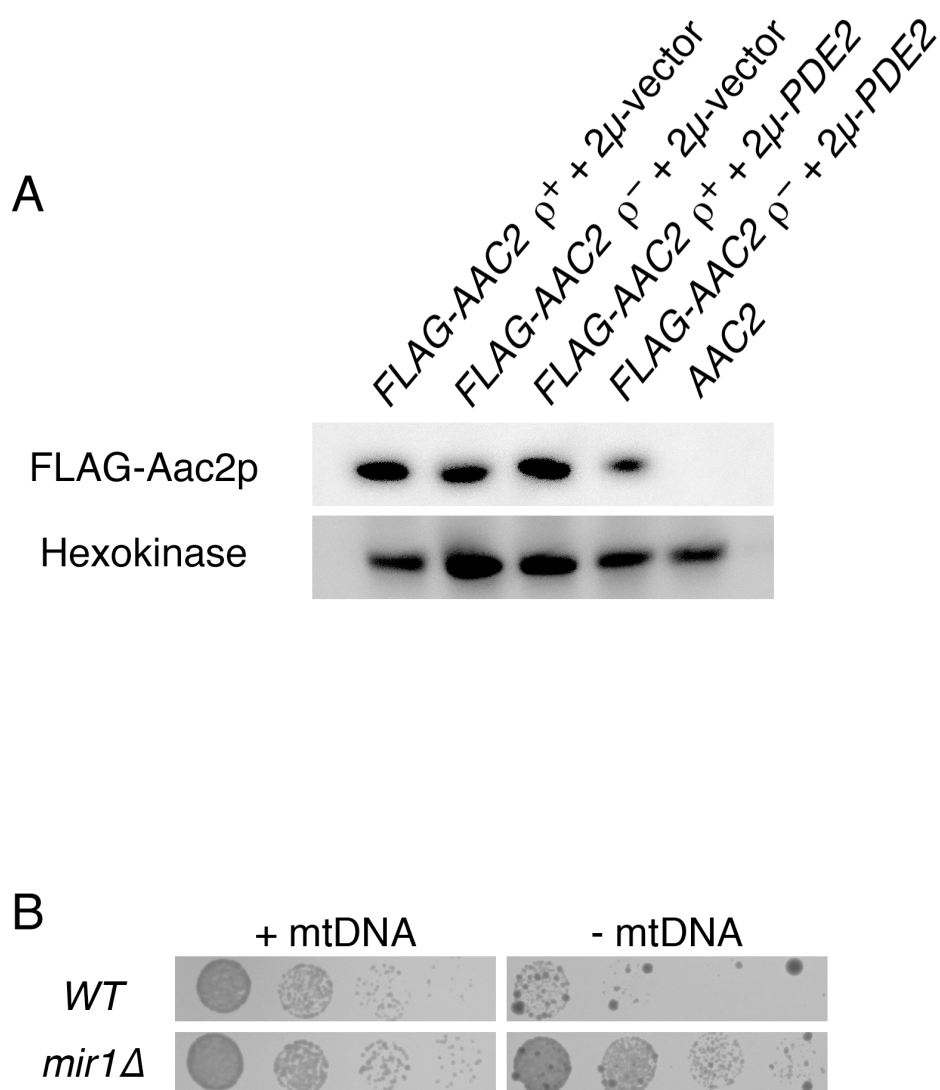 A
FLAG-AAC2 ρ+ + 2µ-vector
FLAG-AAC2 ρ− + 2µ-vector
FLAG-AAC2 ρ+ + 2µ-PDE2
FLAG-AAC2 ρ− + 2µ-PDE2
AAC2
FLAG-Aac2p
Hexokinase
B
+ mtDNA
- mtDNA
WT
mir1Δ